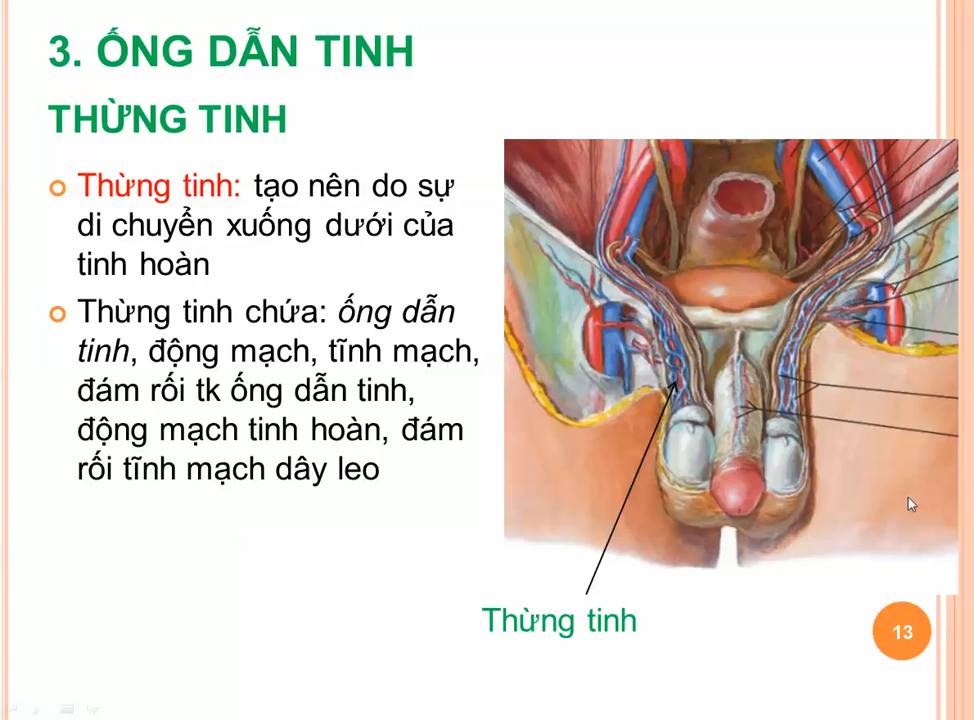 3. ỐNG DẪN TINH
THỪNG TINH
Thừng tinh: tạo nên do sự
di chuyển xuống dưới của
tinh hoàn
Thừng tinh chứa: ống dẫn
tinh, động mạch, tĩnh mạch,
đám rối tk ống dẫn tinh,
động mạch tinh hoàn, đám
rối tĩnh mạch dây leo
Thừng tinh
13